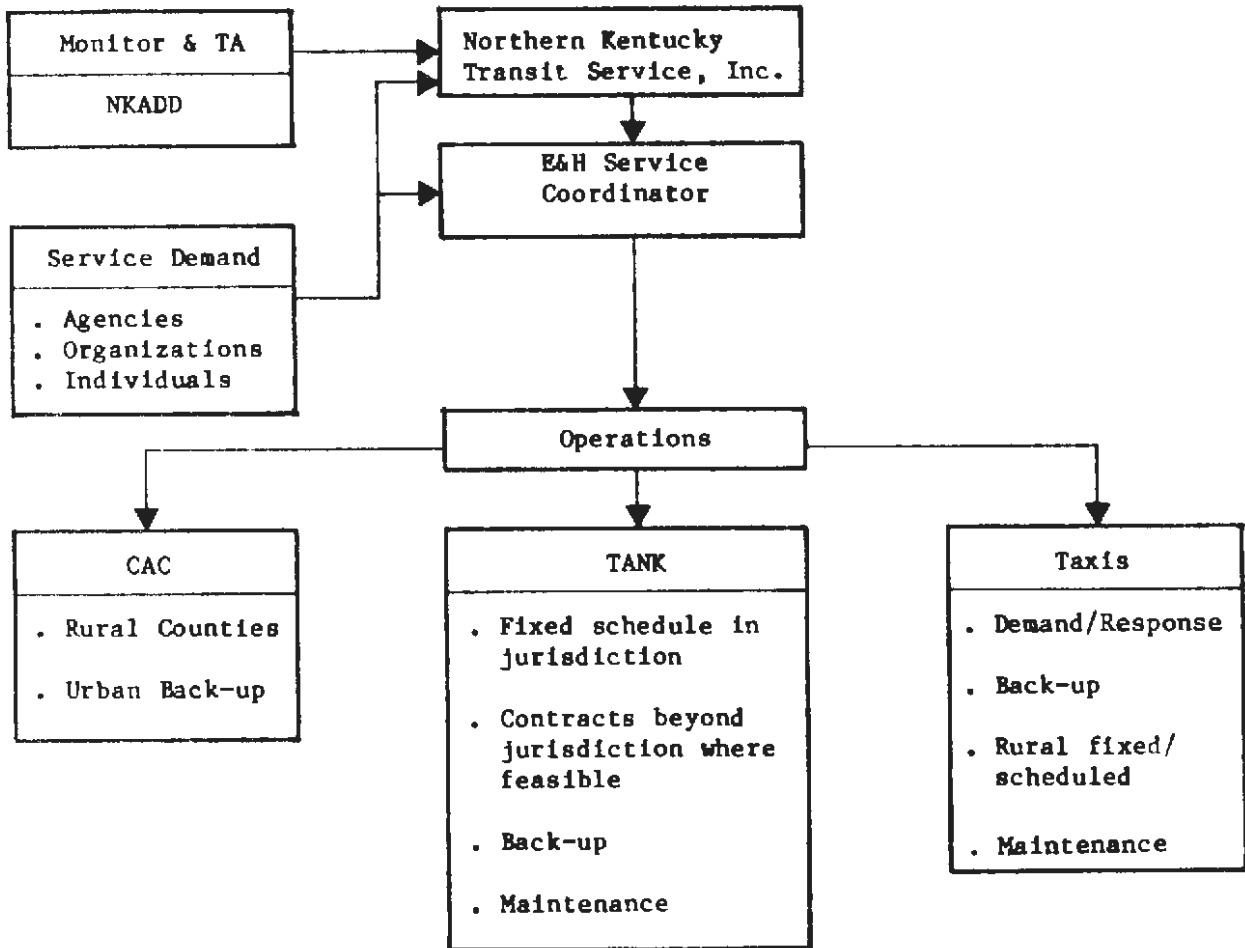 Monitor & TA
NKADD
Northern Kentucky
Transit Service, Inc.
E&H Service
Coordinator
Service Demand
. Agencies
. Organizations
. Individuals
Operations
CAC
. Rural Counties
. Urban Back-up
TANK
. Fixed schedule in
jurisdiction
. Contracts beyond
jurisdiction where
feasible
. Back-up
. Maintenance
Taxis
. Demand/Response
. Back-up
. Rural fixed/
scheduled
. Maintenance